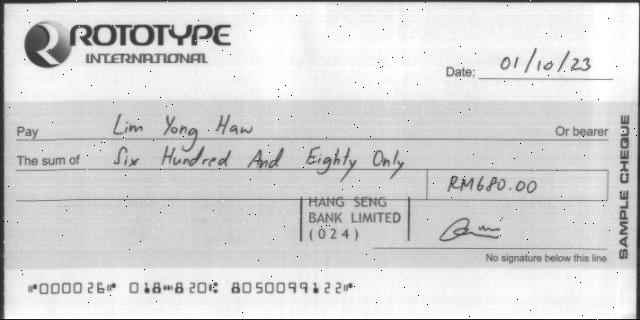 ROTOTYPE
INTERNATIONAL
Date: 01/10/23
Pay Lim Yong Haw Or bearer
The sum of Six Hundred And Eighty Only
RM680.00
HANG SENG
BANK LIMITED
(024)
No signature below this line
SAMPLE CHEQUE
⑈000026⑈ 018⑉820⑆ 8050099122⑈